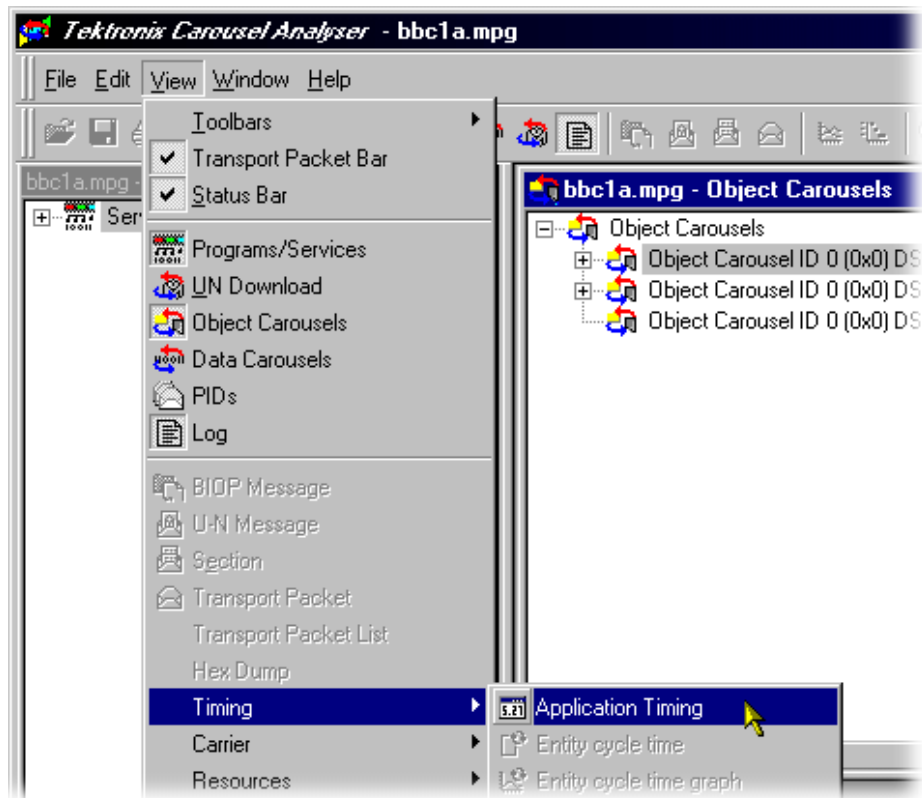 Tektronix Carousel Analyser - bbc1a.mpg
File Edit View Window Help
Toolbars
Transport Packet Bar
Status Bar
Programs/Services
UN Download
Object Carousels
Data Carousels
PIDs
Log
BIOP Message
U-N Message
Section
Transport Packet
Transport Packet List
Hex Dump
Timing
Carrier
Resources
Application Timing
Entity cycle time
Entity cycle time graph
bbc1a.mpg -
Ser
bbc1a.mpg - Object Carousels
Object Carousels
Object Carousel ID 0 (0x0) DS
Object Carousel ID 0 (0x0) DS
Object Carousel ID 0 (0x0) DS